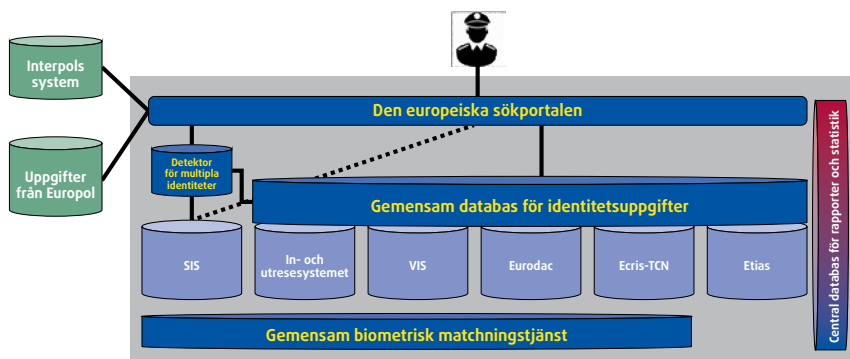 Interpols
system
Den europeiska sökportalen
Uppgifter
från Europol
Detektor
för multipla
identiteter
Gemensam databas för identitetsuppgifter
SIS
In- och
utresesystemet
VIS
Eurodac
Ecris-TCN
Etias
Gemensam biometrisk matchningstjänst
Central databas för rapporter och statistik